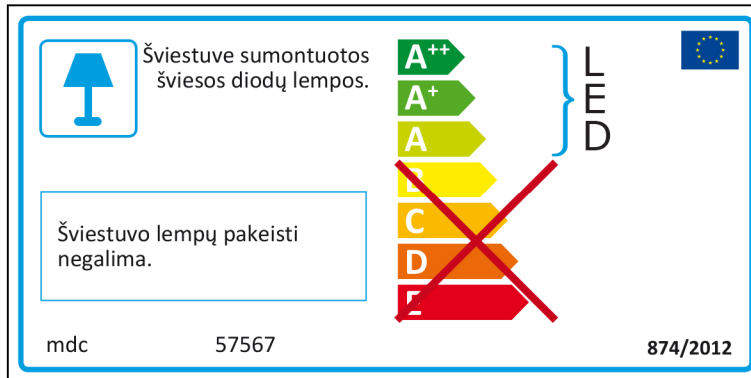 Šviestuve sumontuotos
šviesos diodų lempos.
A++
A+
A
B
C
D
E
L
E
D
Šviestuvo lempų pakeisti
negalima.
mdc 57567
874/2012